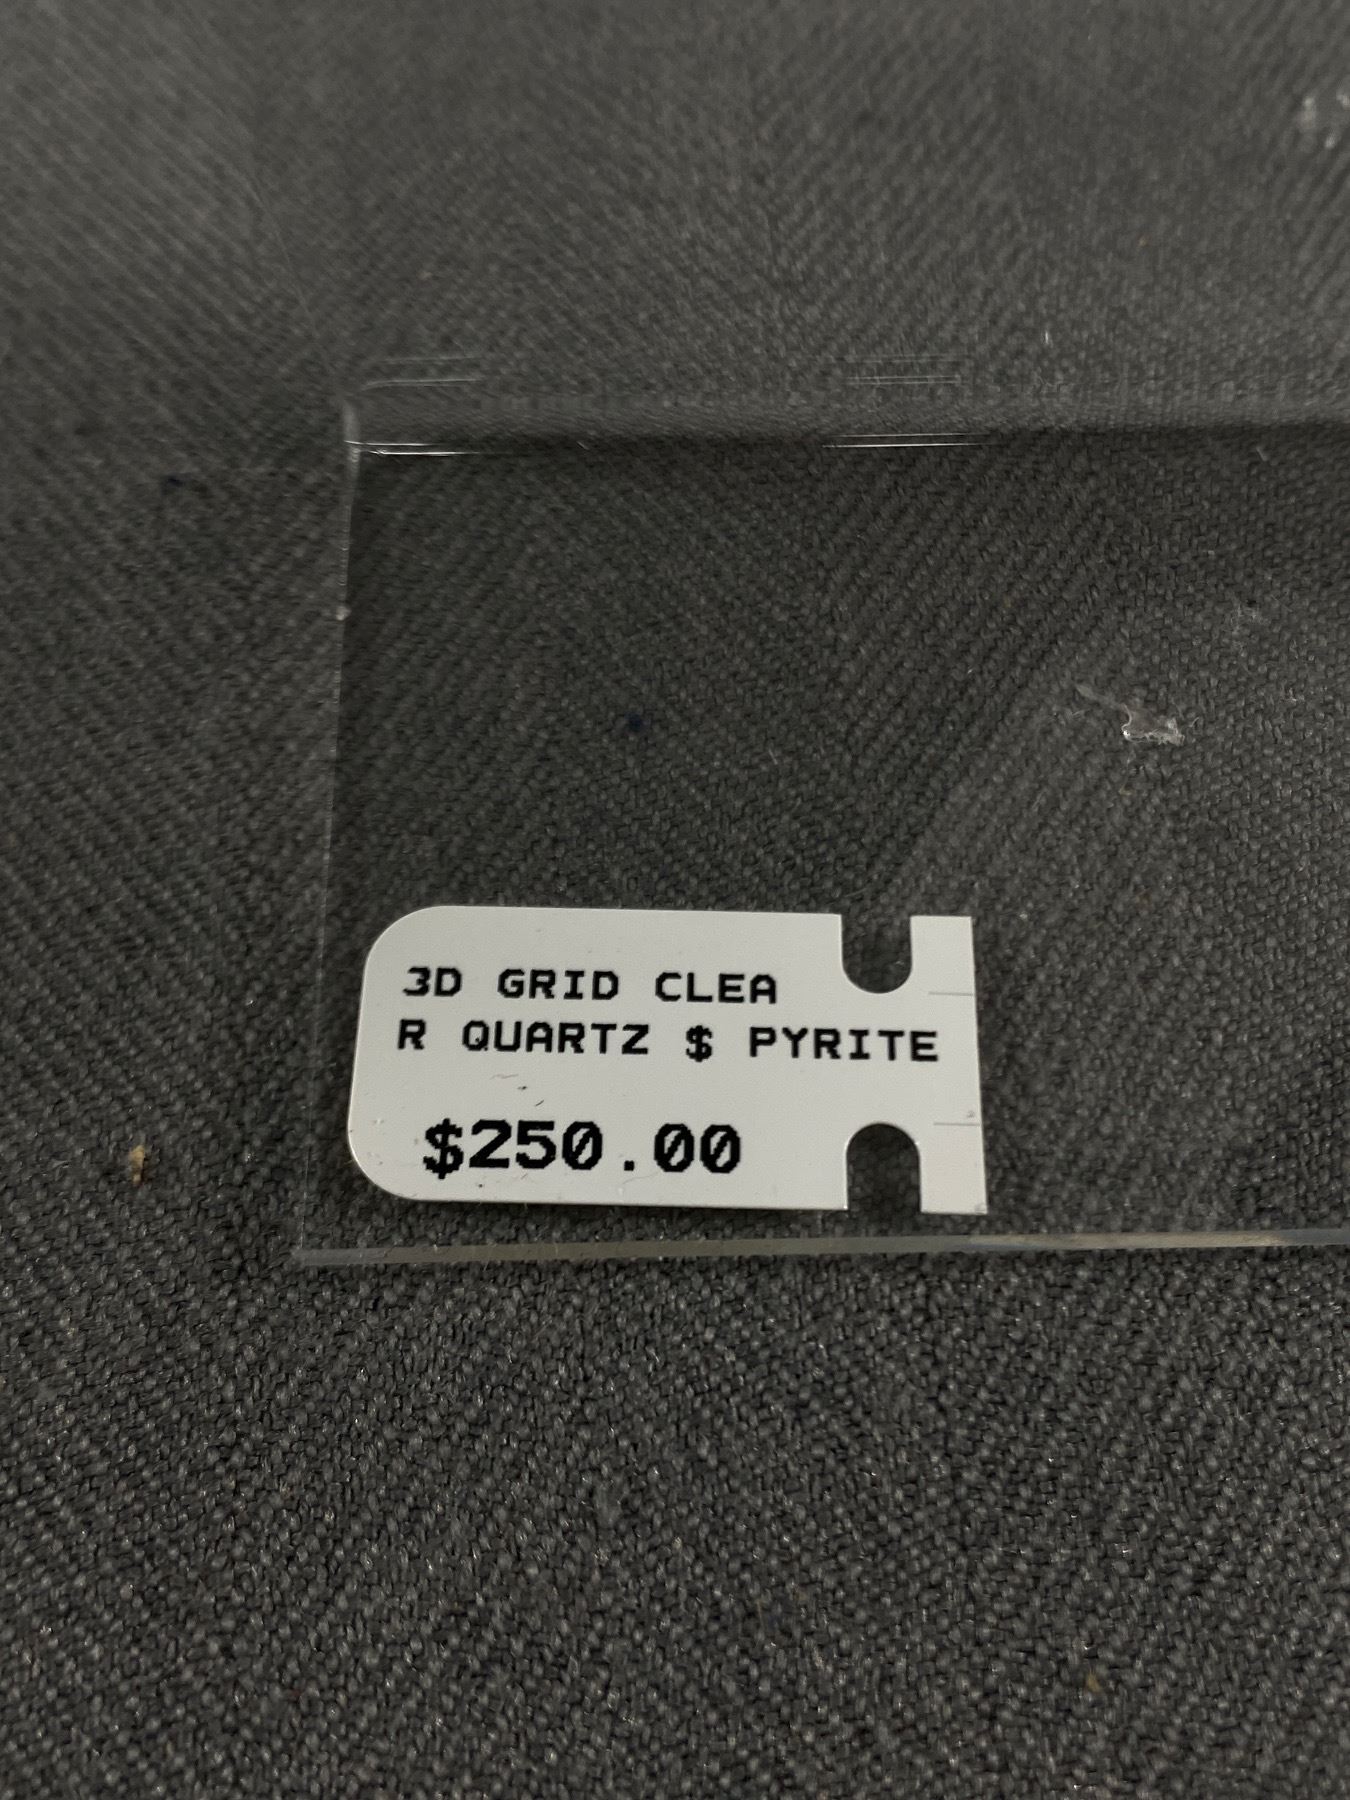 3D GRID CLEA
R QUARTZ $ PYRITE
$250.00